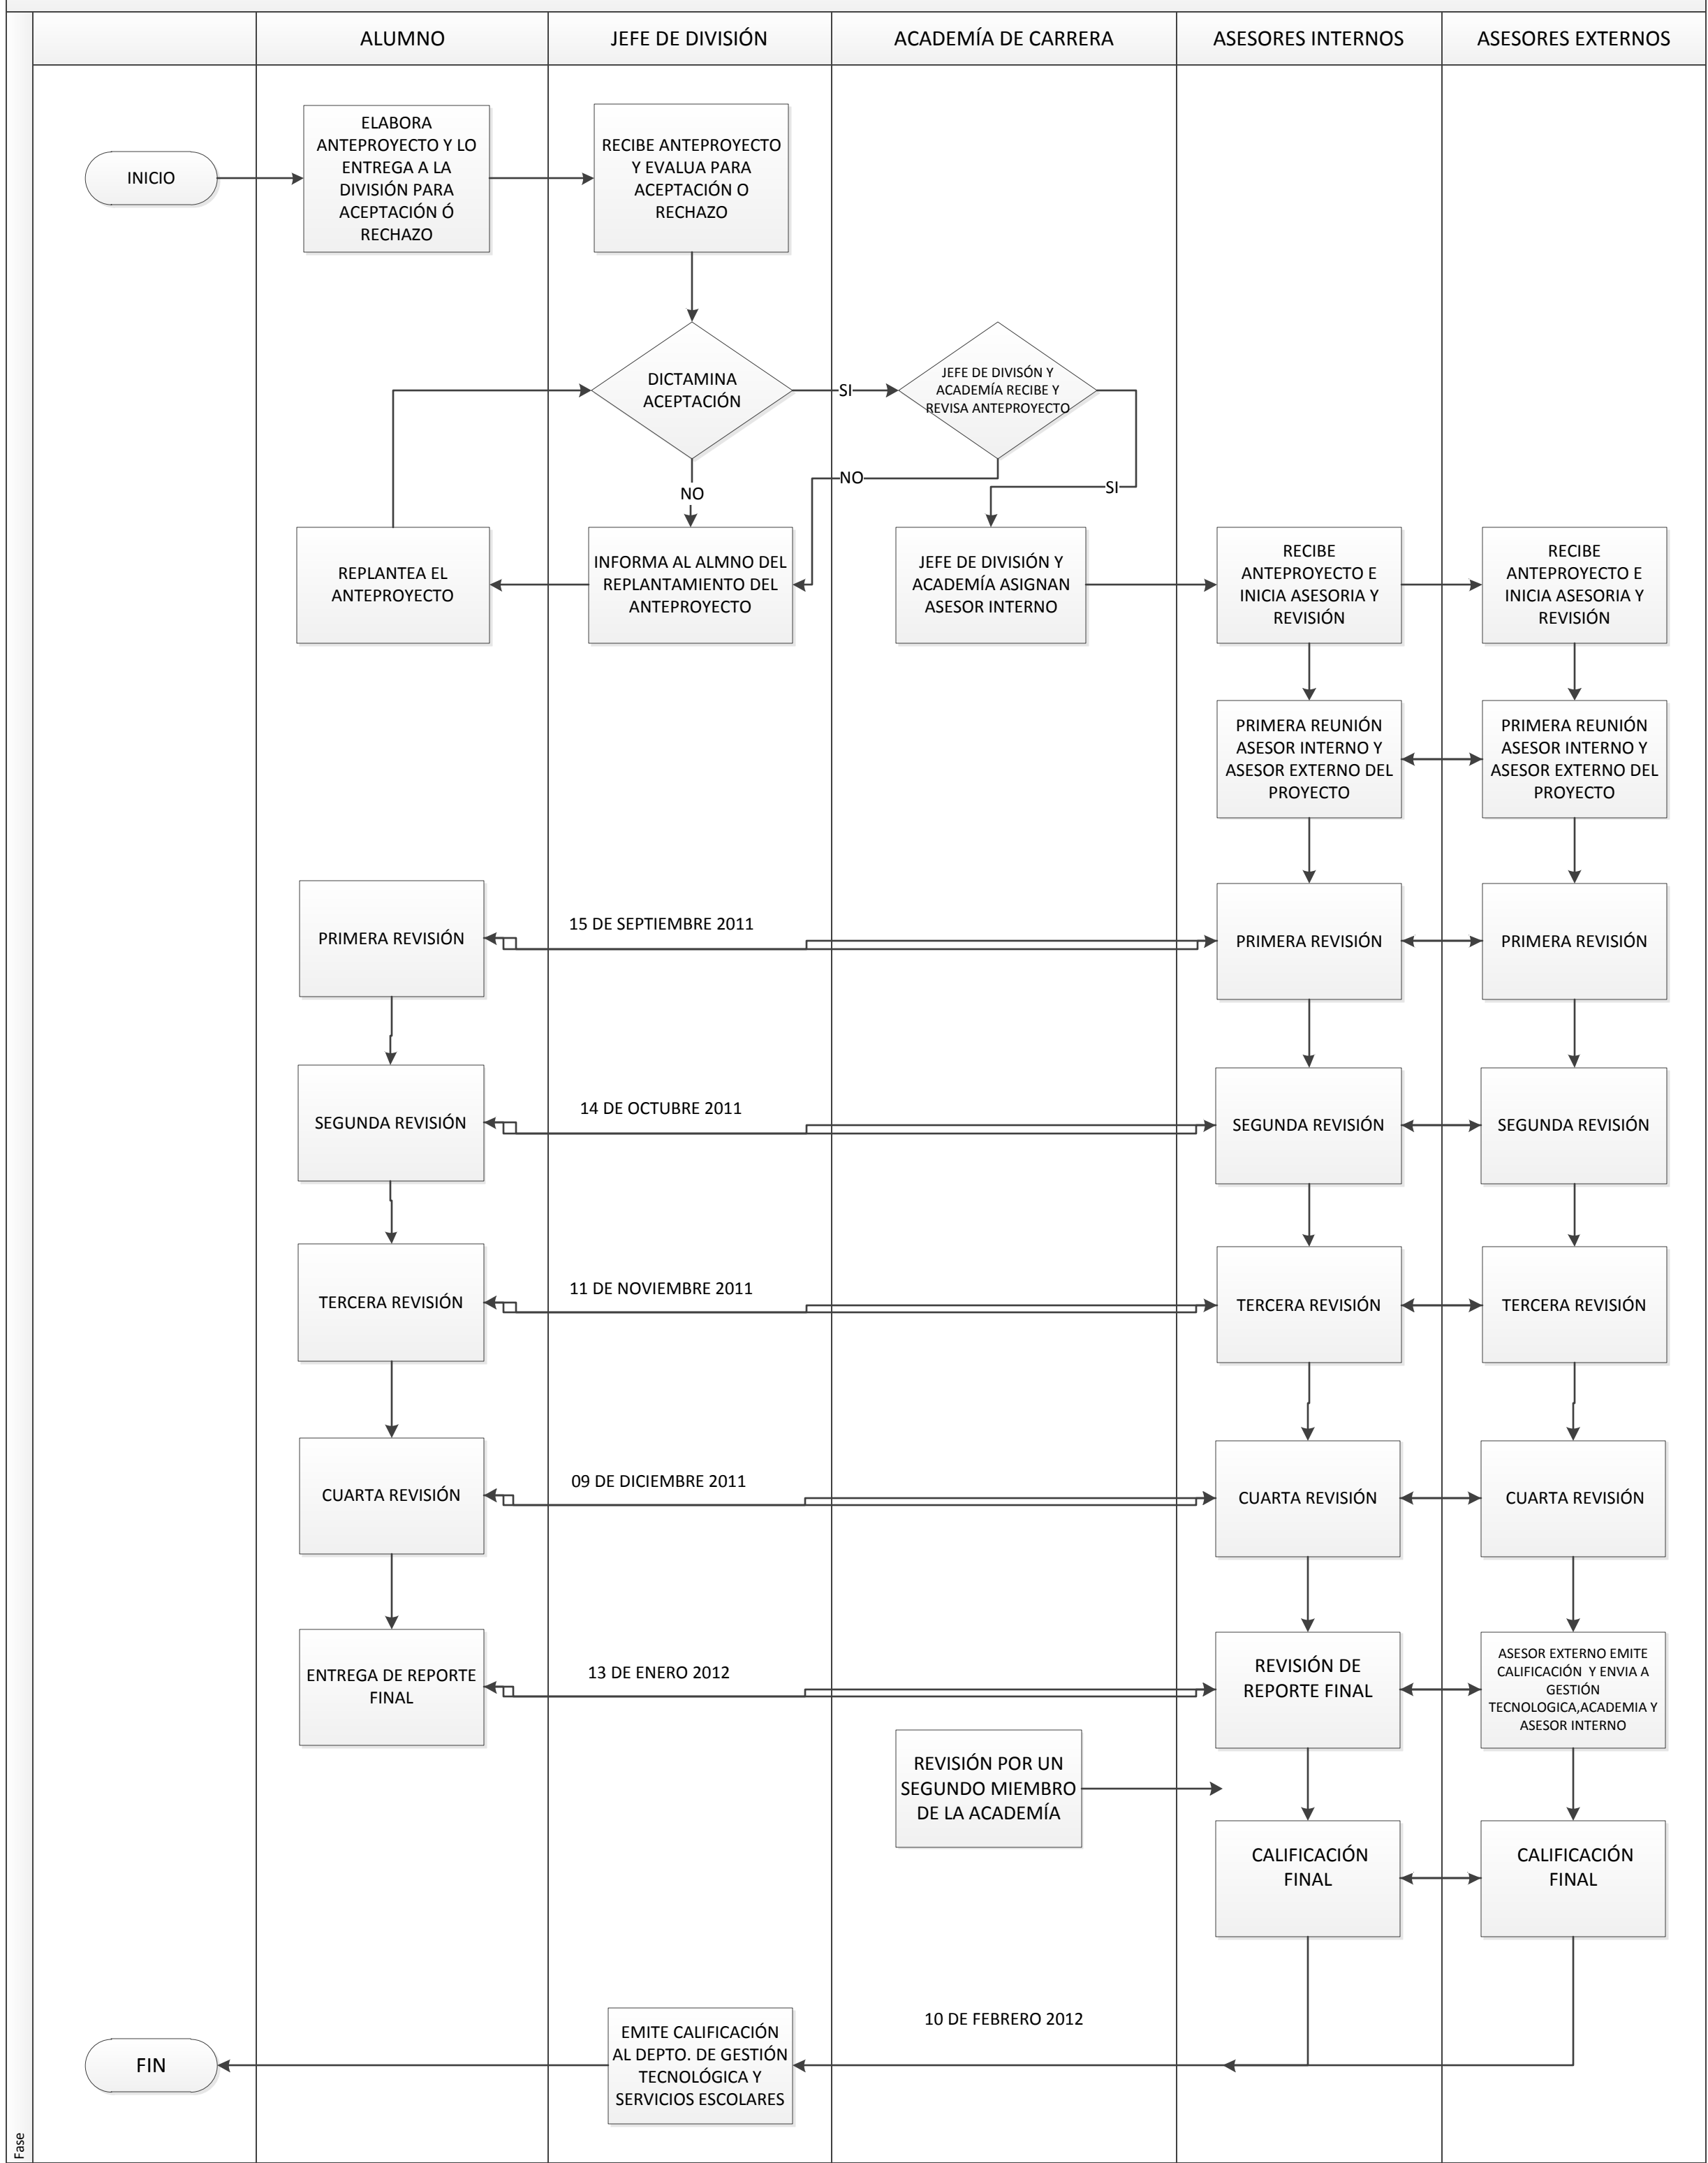 ALUMNO
JEFE DE DIVISIÓN
ACADEMÍA DE CARRERA
ASESORES INTERNOS
ASESORES EXTERNOS
INICIO
ELABORA
ANTEPROYECTO Y LO
ENTREGA A LA
DIVISIÓN PARA
ACEPTACIÓN Ó
RECHAZO
RECIBE ANTEPROYECTO
Y EVALUA PARA
ACEPTACIÓN O
RECHAZO
DICTAMINA
ACEPTACIÓN
SI
JEFE DE DIVISÓN Y
ACADEMÍA RECIBE Y
REVISA ANTEPROYECTO
NO
NO
SI
REPLANTEA EL
ANTEPROYECTO
INFORMA AL ALMNO DEL
REPLANTAMIENTO DEL
ANTEPROYECTO
JEFE DE DIVISIÓN Y
ACADEMÍA ASIGNAN
ASESOR INTERNO
RECIBE
ANTEPROYECTO E
INICIA ASESORIA Y
REVISIÓN
RECIBE
ANTEPROYECTO E
INICIA ASESORIA Y
REVISIÓN
PRIMERA REUNIÓN
ASESOR INTERNO Y
ASESOR EXTERNO DEL
PROYECTO
PRIMERA REUNIÓN
ASESOR INTERNO Y
ASESOR EXTERNO DEL
PROYECTO
PRIMERA REVISIÓN
15 DE SEPTIEMBRE 2011
PRIMERA REVISIÓN
PRIMERA REVISIÓN
SEGUNDA REVISIÓN
14 DE OCTUBRE 2011
SEGUNDA REVISIÓN
SEGUNDA REVISIÓN
TERCERA REVISIÓN
11 DE NOVIEMBRE 2011
TERCERA REVISIÓN
TERCERA REVISIÓN
CUARTA REVISIÓN
09 DE DICIEMBRE 2011
CUARTA REVISIÓN
CUARTA REVISIÓN
ENTREGA DE REPORTE
FINAL
13 DE ENERO 2012
REVISIÓN DE
REPORTE FINAL
ASESOR EXTERNO EMITE
CALIFICACIÓN Y ENVIA A
GESTIÓN
TECNOLOGICA,ACADEMIA Y
ASESOR INTERNO
REVISIÓN POR UN
SEGUNDO MIEMBRO
DE LA ACADEMÍA
CALIFICACIÓN
FINAL
CALIFICACIÓN
FINAL
10 DE FEBRERO 2012
EMITE CALIFICACIÓN
AL DEPTO. DE GESTIÓN
TECNOLÓGICA Y
SERVICIOS ESCOLARES
FIN
Fase